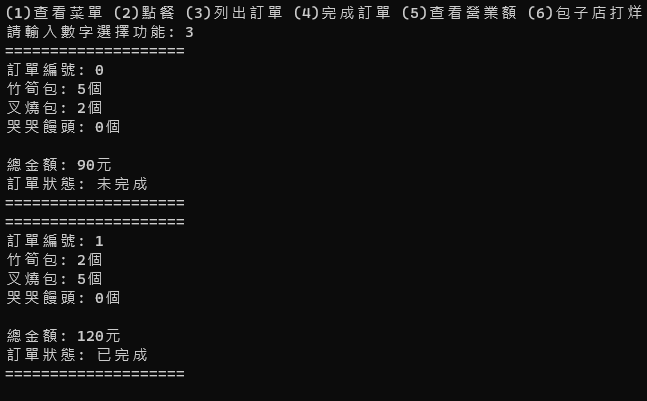 (1)查看菜單 (2)點餐 (3)列出訂單 (4)完成訂單 (5)查看營業額 (6)包子店打烊
請輸入數字選擇功能: 3
====================
訂單編號: 0
竹筍包: 5個
叉燒包: 2個
哭哭饅頭: 0個
總金額: 90元
訂單狀態: 未完成
====================
====================
訂單編號: 1
竹筍包: 2個
叉燒包: 5個
哭哭饅頭: 0個
總金額: 120元
訂單狀態: 已完成
====================